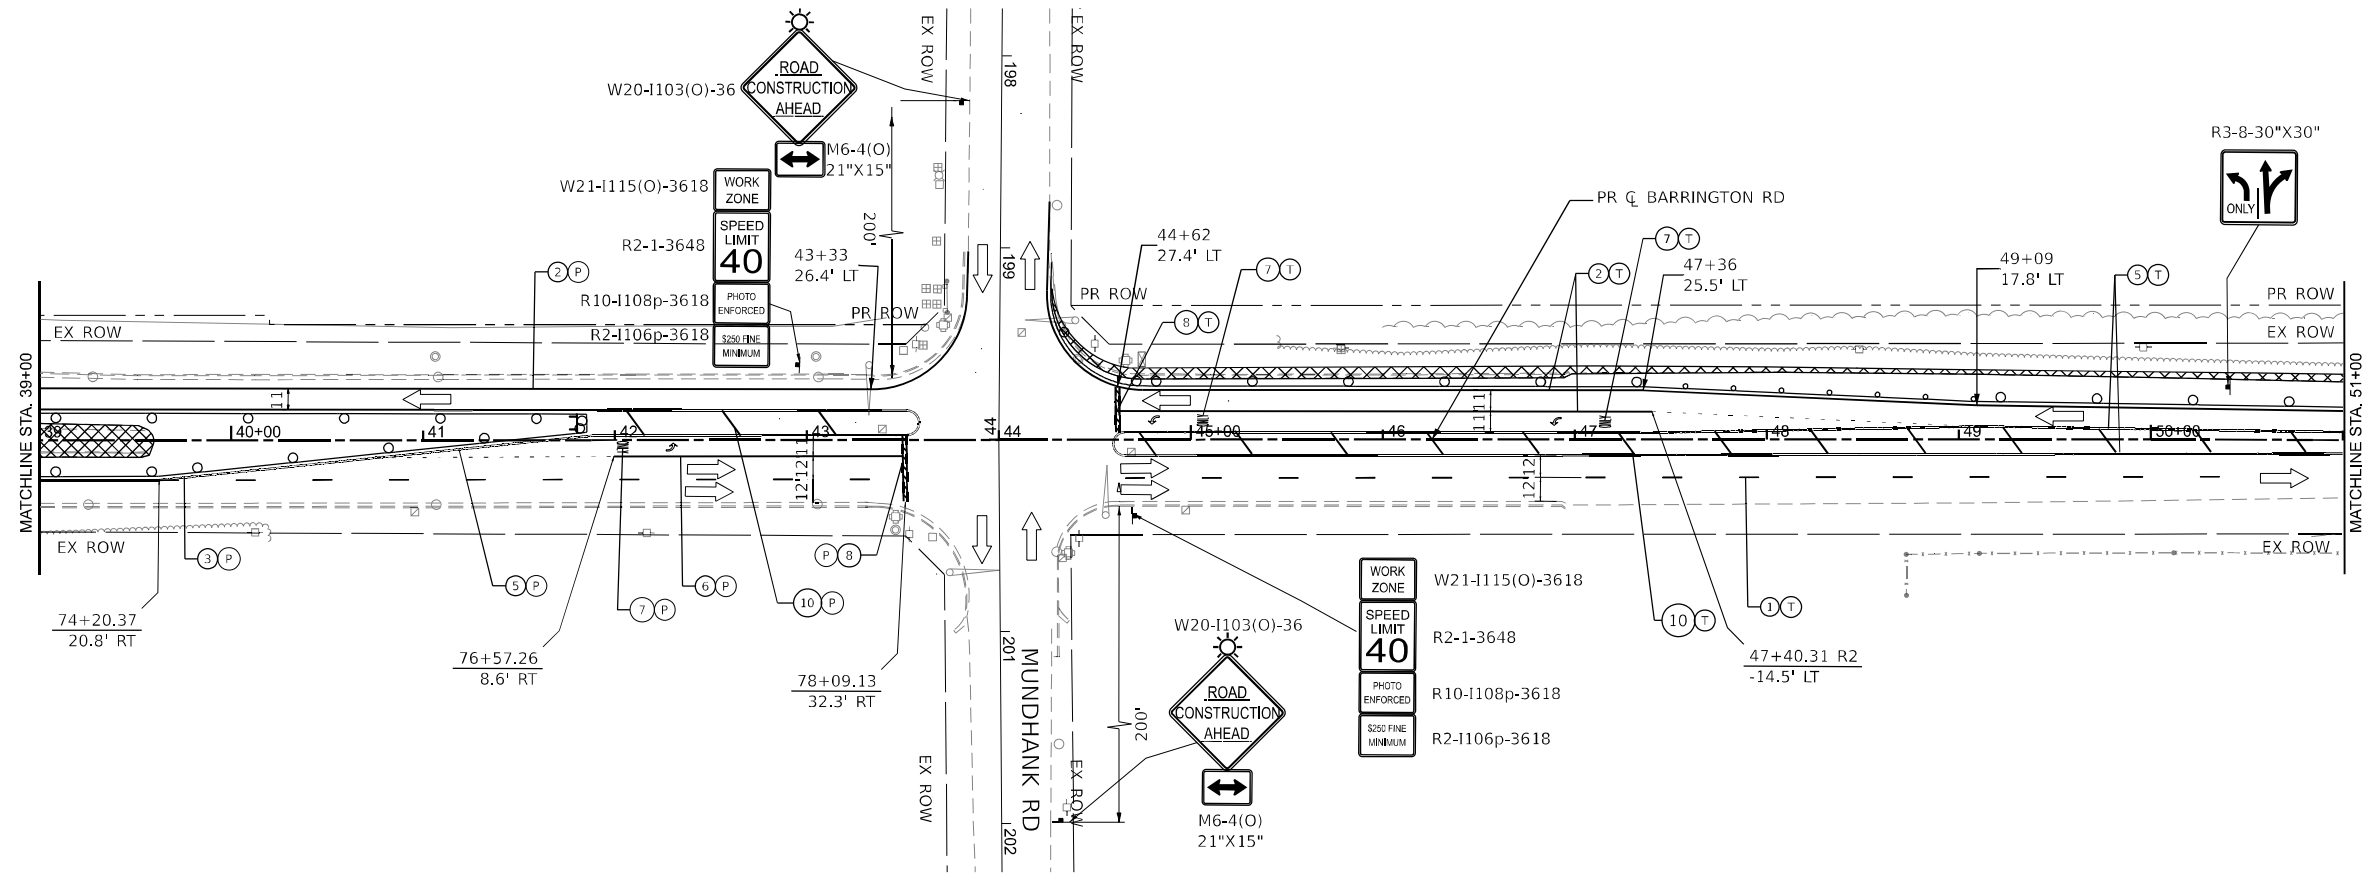 EX ROW
EX ROW
198
ROAD
CONSTRUCTION
AHEAD
W20-I103(O)-36
M6-4(O)
21"X15"
W21-I115(O)-3618
WORK
ZONE
R2-1-3648
SPEED
LIMIT
40
R10-I108p-3618
PHOTO
ENFORCED
R2-I106p-3618
$250 FINE
MINIMUM
200'
43+33
26.4' LT
2 P
PR ROW
EX ROW
199
44+62
27.4' LT
7 T
8 T
PR ROW
PR ℄ BARRINGTON RD
2 T
7 T
47+36
25.5' LT
49+09
17.8' LT
5 T
R3-8-30"X30"
ONLY
PR ROW
EX ROW
MATCHLINE STA. 39+00
MATCHLINE STA. 51+00
11
39
40+00
41
42
43
44
44
45+00
46
47
48
49
50+00
ONLY
ONLY
ONLY
11 11
12' 12' 11
12' 12'
EX ROW
3 P
5 P
7 P
6 P
10 P
P 8
74+20.37
20.8' RT
76+57.26
8.6' RT
78+09.13
32.3' RT
EX ROW
201
MUNDHANK RD
202
EX ROW
EX ROW
200'
W20-I103(O)-36
ROAD
CONSTRUCTION
AHEAD
M6-4(O)
21"X15"
WORK
ZONE
W21-I115(O)-3618
SPEED
LIMIT
40
R2-1-3648
PHOTO
ENFORCED
R10-I108p-3618
$250 FINE
MINIMUM
R2-I106p-3618
10 T
1 T
47+40.31 R2
-14.5' LT